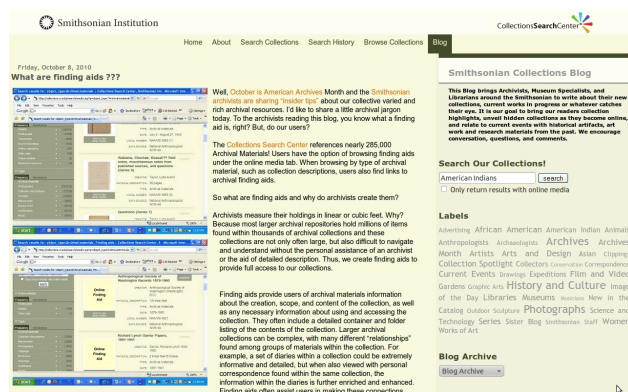 Smithsonian Institution
CollectionsSearchCenter
Home About Search Collections Search History Browse Collections Blog
Friday, October 8, 2010
What are finding aids ???
Well, October is American Archives Month and the Smithsonian
archivists are sharing "insider tips" about our collective varied and
rich archival resources. I'd like to share a little archival jargon
today. To the archivists reading this blog, you know what a finding
aid is, right? But, do our users?
The Collections Search Center references nearly 285,000
Archival Materials! Users have the option of browsing finding aids
under the online media tab. When browsing by type of archival
material, such as collection descriptions, users also find links to
archival finding aids.
So what are finding aids and why do archivists create them?
Archivists measure their holdings in linear or cubic feet. Why?
Because most larger archival repositories hold millions of items
found within thousands of archival collections and these
collections are not only often large, but also difficult to navigate
and understand without the personal assistance of an archivist
or the aid of detailed description. Thus, we create finding aids to
provide full access to our collections.
Finding aids provide users of archival materials information
about the creation, scope, and content of the collection, as well
as any necessary information about using and accessing the
collection. They often include a detailed container and folder
listing of the contents of the collection. Larger archival
collections can be complex, with many different "relationships"
found among of groups of materials within the collection. For
example, a set of diaries within a collection could be extremely
informative and detailed, but when also viewed with personal
correspondence found within the same collection, the
information within the diaries is further enriched and enhanced.
Finding aids often assist users in making these connections
Online
Finding
Aid
Online
Finding
Aid
Smithsonian Collections Blog
This Blog brings Archivists, Museum Specialists, and
Librarians around the Smithsonian to write about their new
collections, current works in progress or whatever catches
their eye. It is our goal to bring our readers collection
highlights, unveil hidden collections as they become online,
and relate to current events with historical artifacts, art
work and research materials from the past. We encourage
conversation, questions, and comments.
Search Our Collections!
American Indians search
Only return results with online media
Labels
Advertising African American American Indian Animals
Anthropologists Archaeologists Archives Archives
Month Artists Arts and Design Asian Clipping
Collection Spotlight Collectors Conservation Correspondence
Current Events Drawings Expeditions Film and Video
Gardens Graphic Arts History and Culture Image
of the Day Libraries Museums Musicians New in the
Catalog Outdoor Sculpture Photographs Science and
Technology Series Sister Blog Smithsonian Staff Women
Works of Art
Blog Archive
Blog Archive